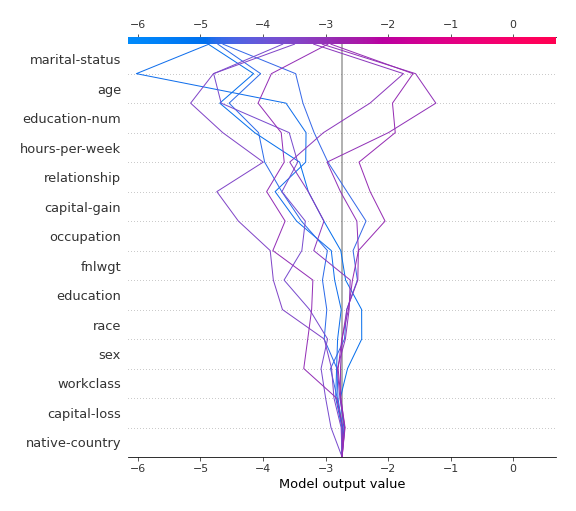 −6 −5 −4 −3 −2 −1 0
marital-status
age
education-num
hours-per-week
relationship
capital-gain
occupation
fnlwgt
education
race
sex
workclass
capital-loss
native-country
−6 −5 −4 −3 −2 −1 0
Model output value